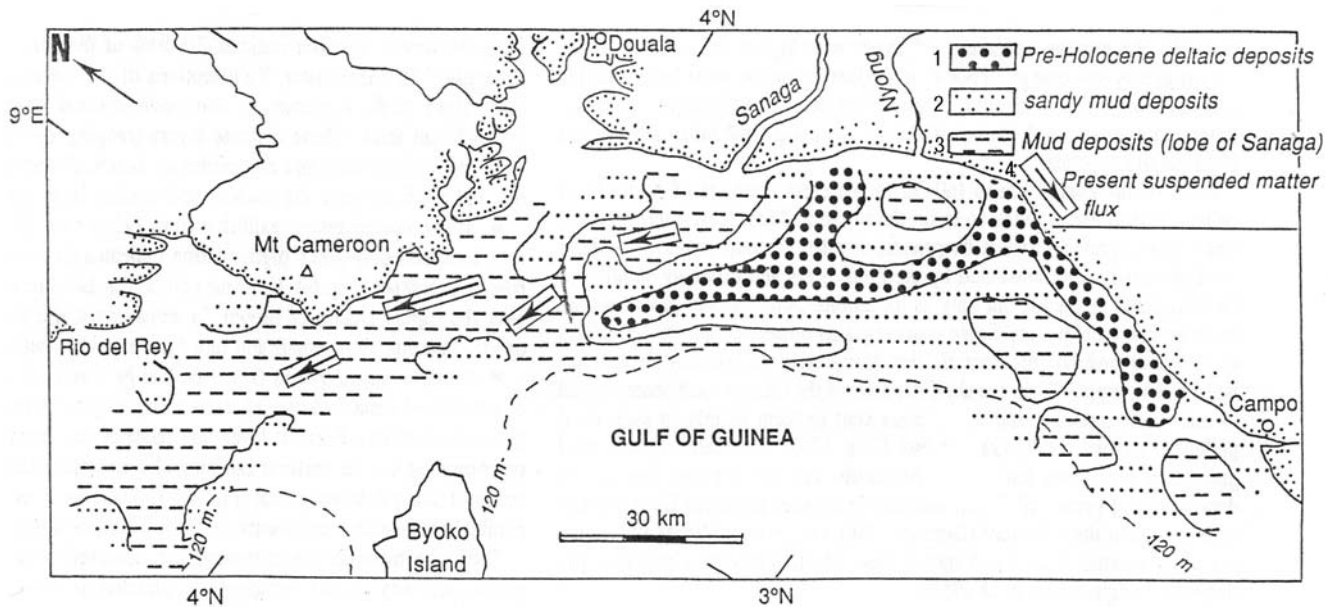 4°N
N
Douala
9°E
Sanaga
Nyong
1 Pre-Holocene deltaic deposits
2 sandy mud deposits
3 Mud deposits (lobe of Sanaga)
4 Present suspended matter
flux
Mt Cameroon
Rio del Rey
Campo
GULF OF GUINEA
120 m
120 m
120 m
30 km
Byoko
Island
4°N
3°N